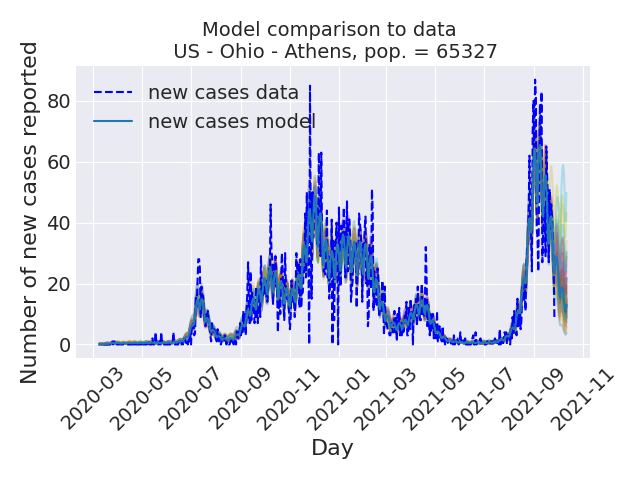 Model comparison to data
US - Ohio - Athens, pop. = 65327
Number of new cases reported
80
60
40
20
0
new cases data
new cases model
2020-03
2020-05
2020-07
2020-09
2020-11
2021-01
2021-03
2021-05
2021-07
2021-09
2021-11
Day